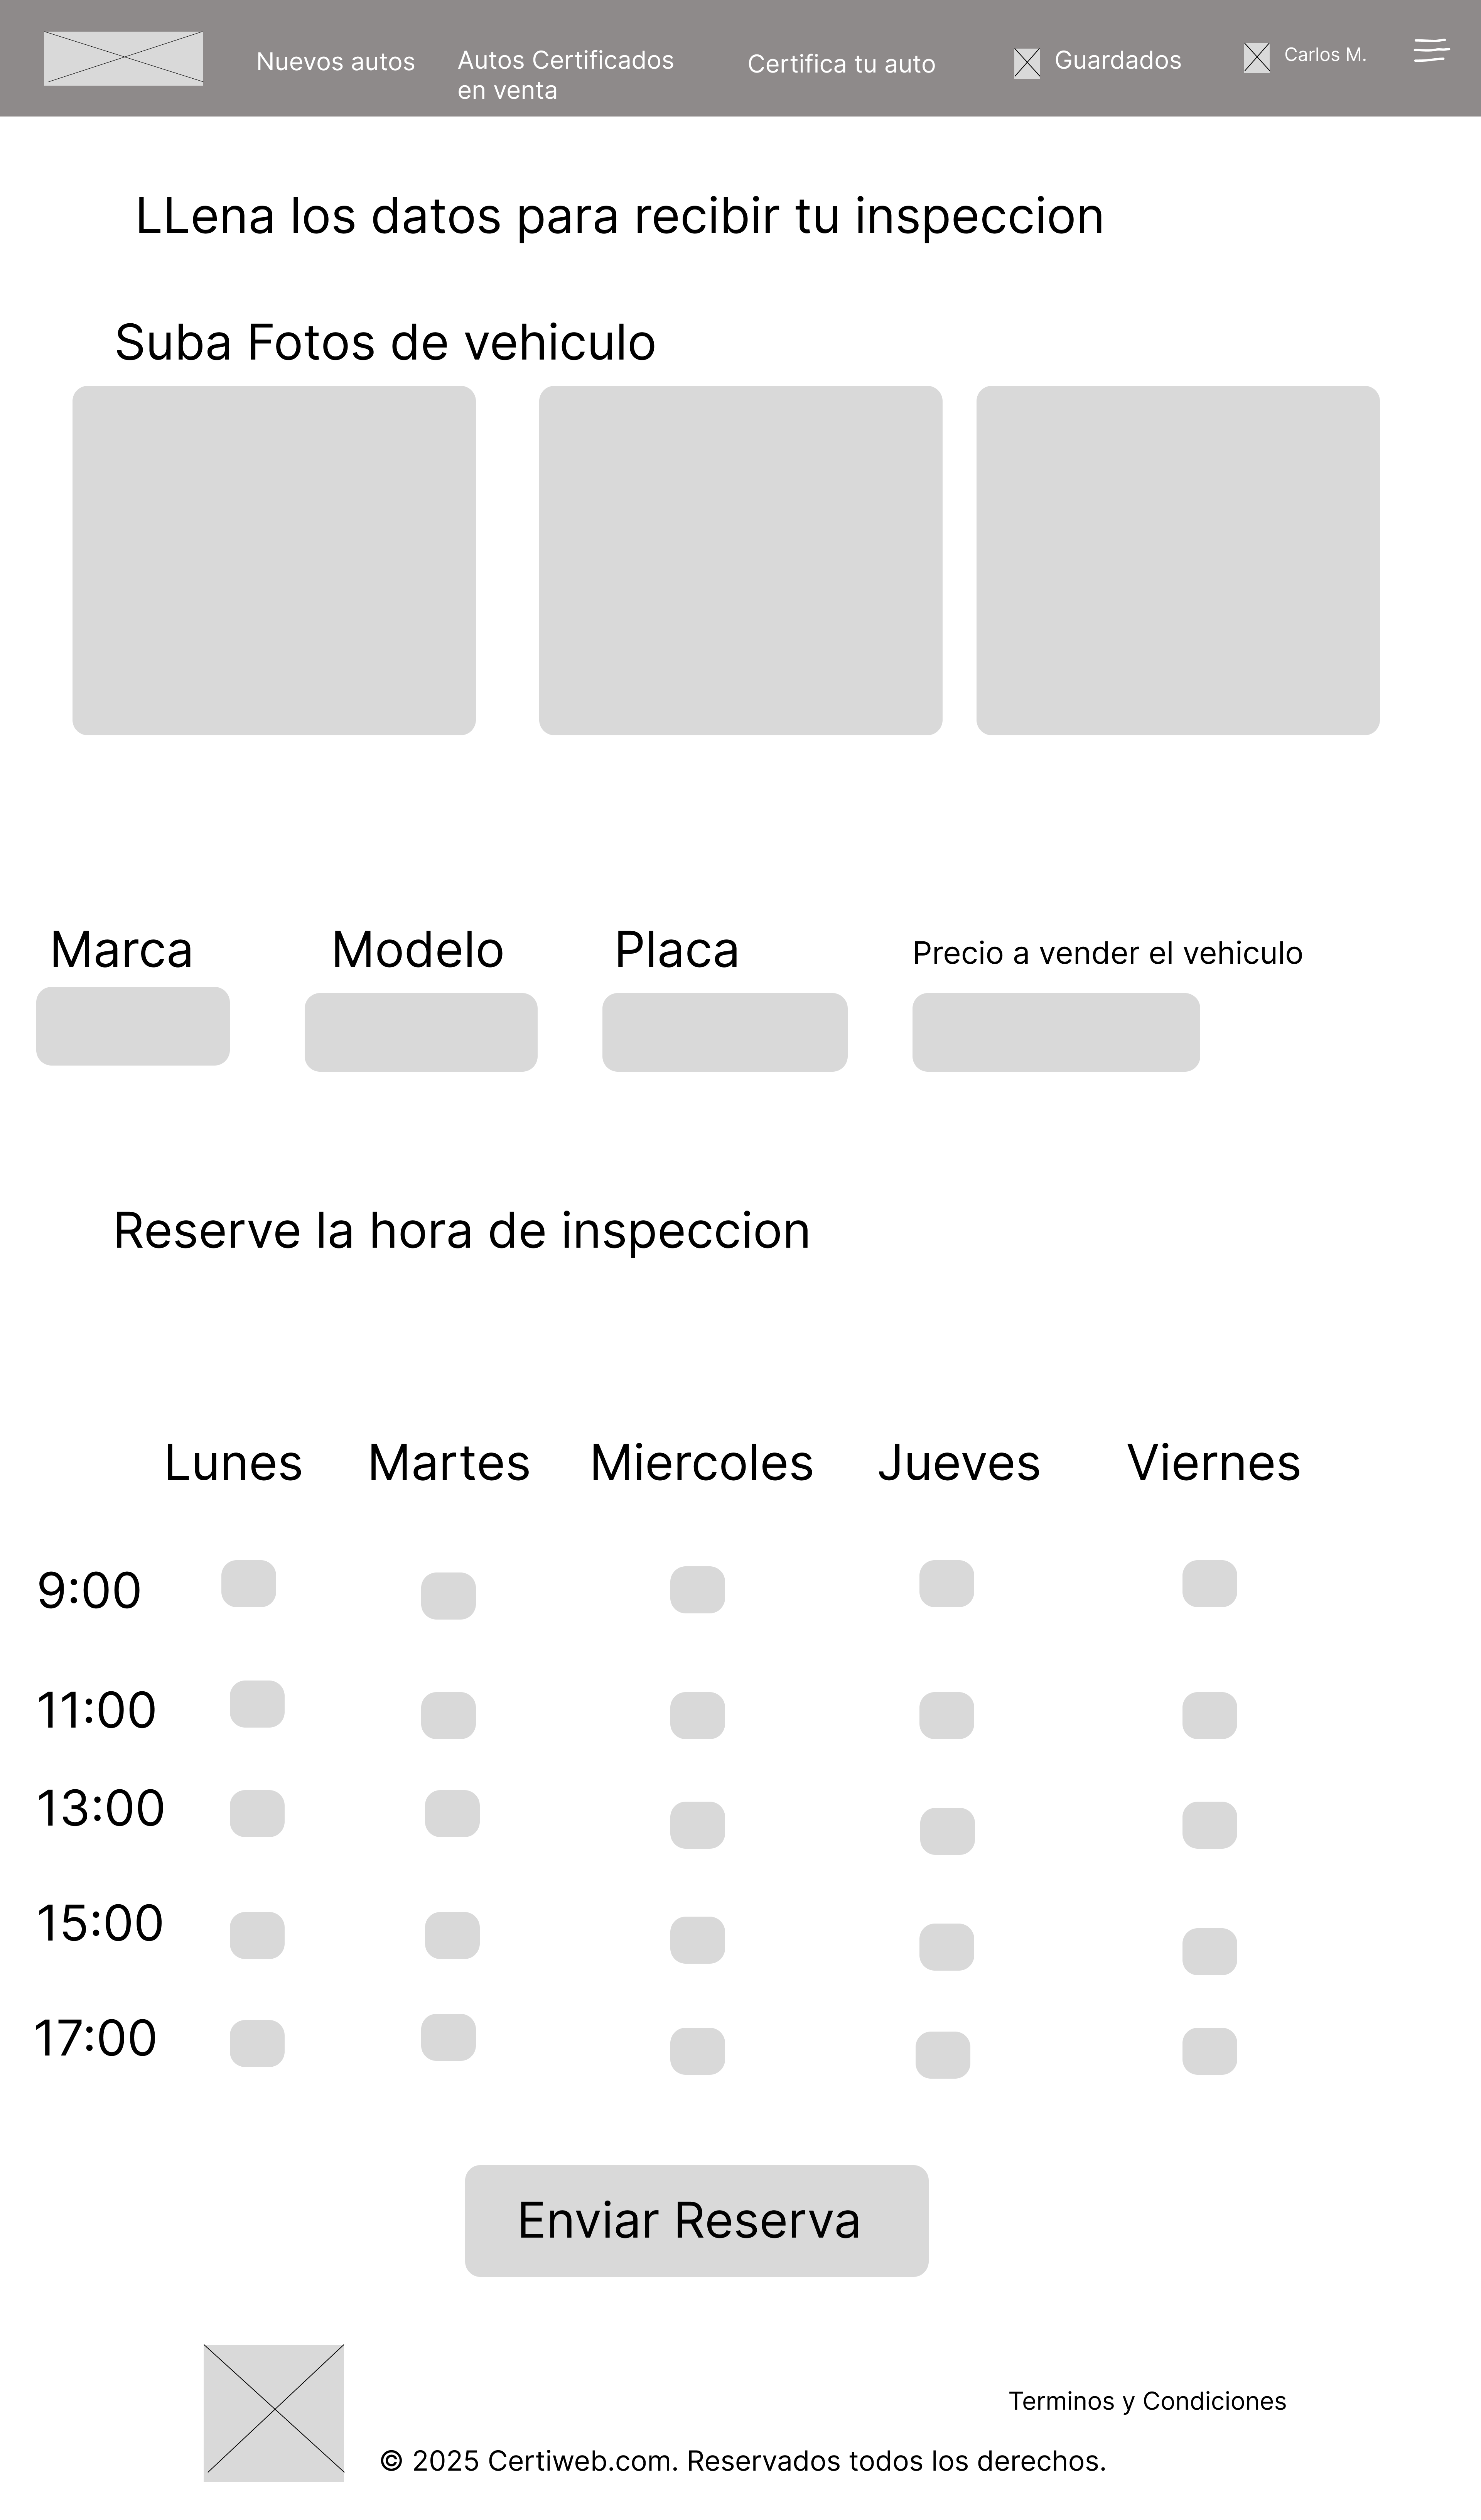 Nuevos autos
Autos Certificados
en venta
Certifica tu auto
Guardados
Carlos M.
LLena los datos para recibir tu inspeccion
Suba Fotos de vehiculo
Marca
Modelo
Placa
Precio a vender el vehiculo
Reserve la hora de inspeccion
Lunes
Martes
Miercoles
Jueves
Viernes
9:00
11:00
13:00
15:00
17:00
Enviar Reserva
Terminos y Condiciones
© 2025 Certiweb.com. Reservados todos los derechos.